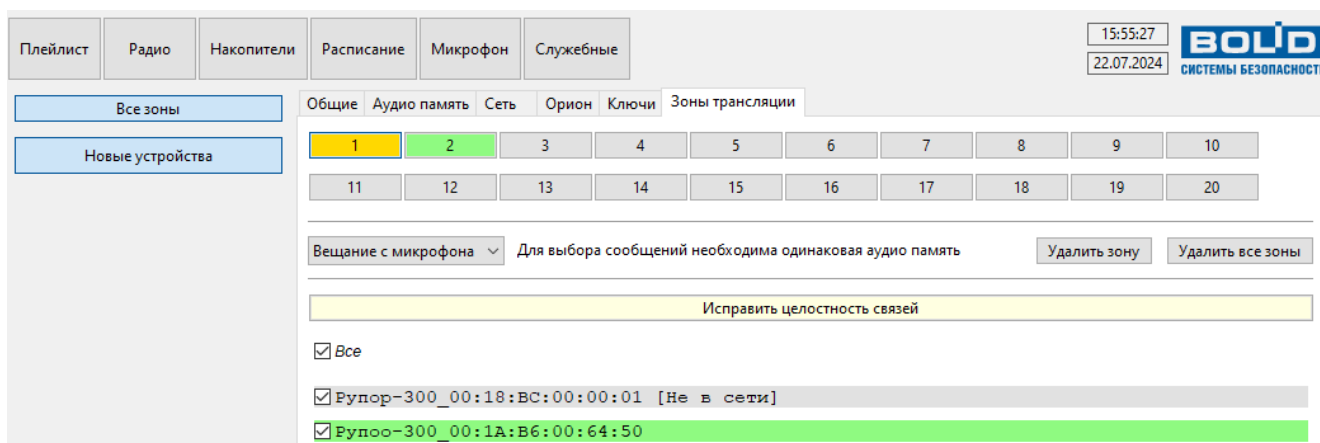 Плейлист Радио Накопители Расписание Микрофон Служебные
15:55:27
22.07.2024
BOLID
СИСТЕМЫ БЕЗОПАСНОСТ
Все зоны
Новые устройства
Общие Аудио память Сеть Орион Ключи Зоны трансляции
1 2 3 4 5 6 7 8 9 10
11 12 13 14 15 16 17 18 19 20
Вещание с микрофона Для выбора сообщений необходима одинаковая аудио память Удалить зону Удалить все зоны
Исправить целостность связей
Все
Рупор-300_00:18:BC:00:00:01 [Не в сети]
Рупоо-300_00:1A:B6:00:64:50